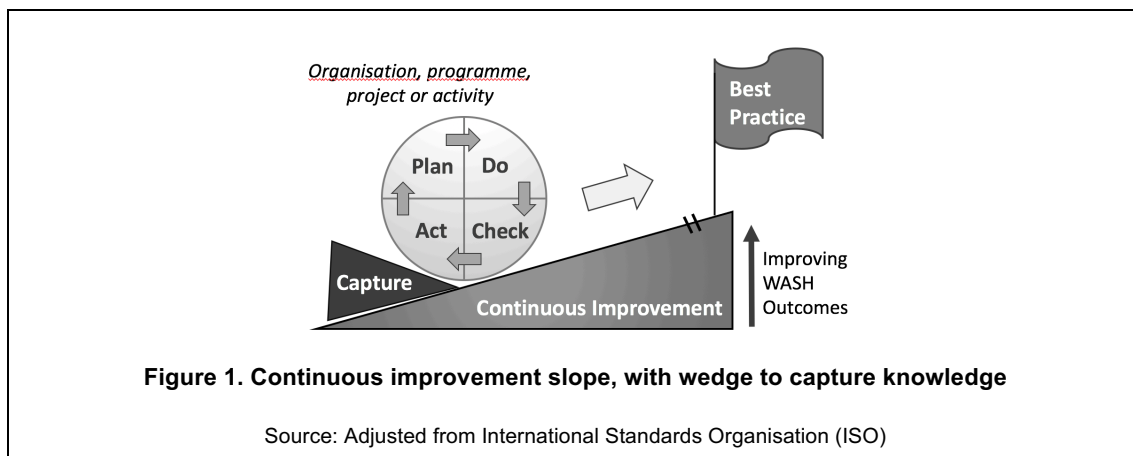 Organisation, programme,
project or activity
Best
Practice
Plan
Do
Act
Check
Capture
Continuous Improvement
Improving
WASH
Outcomes
Figure 1. Continuous improvement slope, with wedge to capture knowledge
Source: Adjusted from International Standards Organisation (ISO)